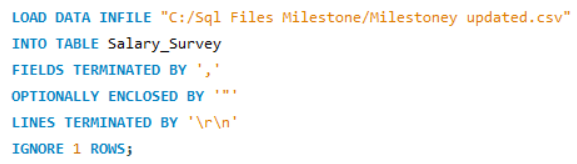 LOAD DATA INFILE "C:/Sql Files Milestone/Milestoney updated.csv"
INTO TABLE Salary_Survey
FIELDS TERMINATED BY ','
OPTIONALLY ENCLOSED BY '"'
LINES TERMINATED BY '\r\n'
IGNORE 1 ROWS;